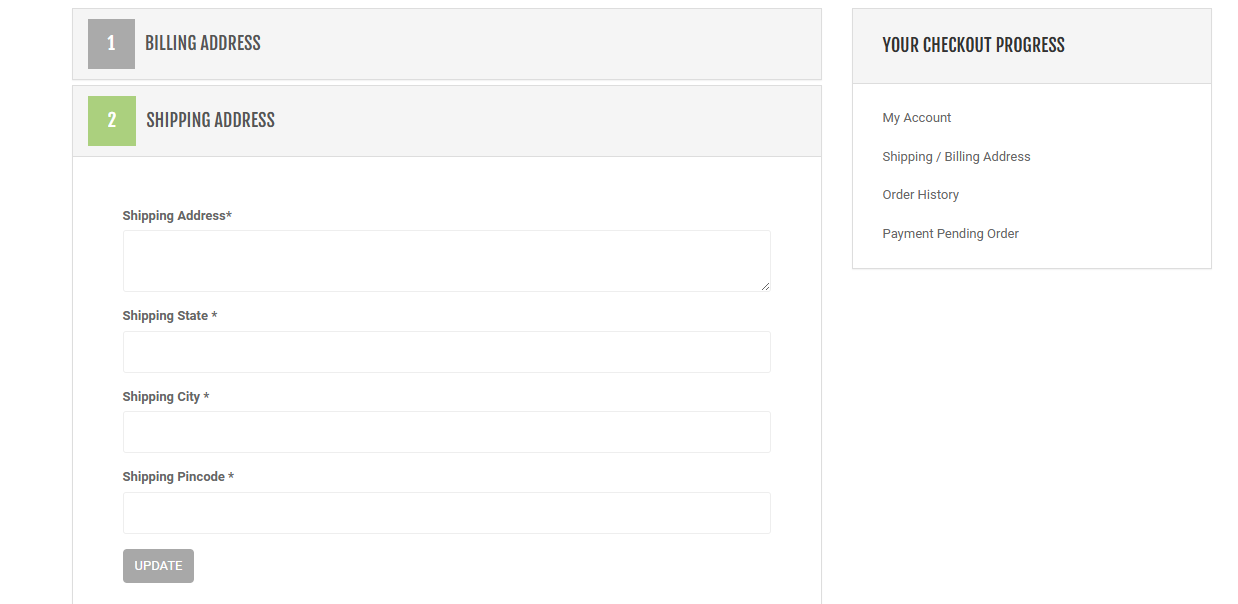 1 BILLING ADDRESS
2 SHIPPING ADDRESS
Shipping Address*
Shipping State *
Shipping City *
Shipping Pincode *
UPDATE
YOUR CHECKOUT PROGRESS
My Account
Shipping / Billing Address
Order History
Payment Pending Order